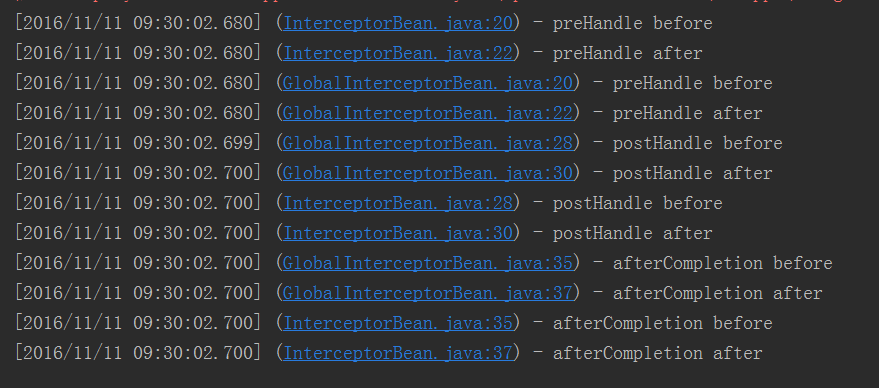 [2016/11/11 09:30:02.680] (InterceptorBean.java:20) - preHandle before
[2016/11/11 09:30:02.680] (InterceptorBean.java:22) - preHandle after
[2016/11/11 09:30:02.680] (GlobalInterceptorBean.java:20) - preHandle before
[2016/11/11 09:30:02.680] (GlobalInterceptorBean.java:22) - preHandle after
[2016/11/11 09:30:02.699] (GlobalInterceptorBean.java:28) - postHandle before
[2016/11/11 09:30:02.700] (GlobalInterceptorBean.java:30) - postHandle after
[2016/11/11 09:30:02.700] (InterceptorBean.java:28) - postHandle before
[2016/11/11 09:30:02.700] (InterceptorBean.java:30) - postHandle after
[2016/11/11 09:30:02.700] (GlobalInterceptorBean.java:35) - afterCompletion before
[2016/11/11 09:30:02.700] (GlobalInterceptorBean.java:37) - afterCompletion after
[2016/11/11 09:30:02.700] (InterceptorBean.java:35) - afterCompletion before
[2016/11/11 09:30:02.700] (InterceptorBean.java:37) - afterCompletion after